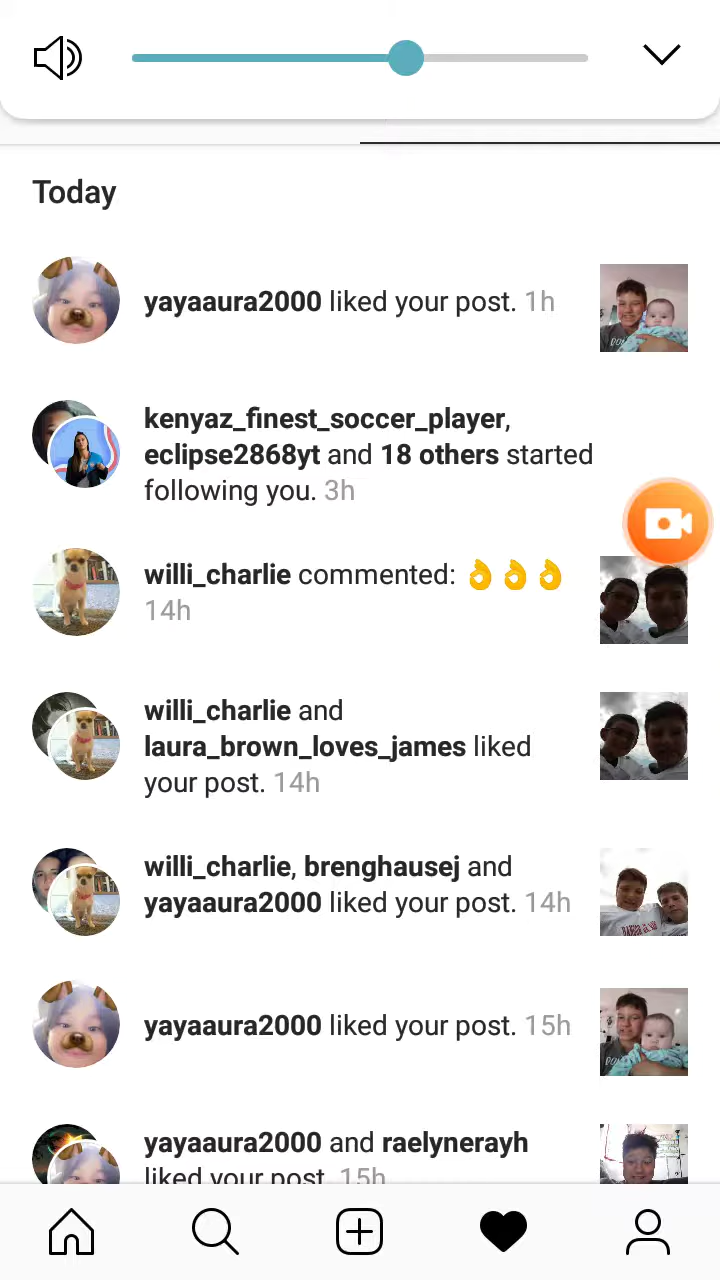 Today
yayaaura2000 liked your post. 1h
kenyaz_finest_soccer_player,
eclipse2868yt and 18 others started
following you. 3h
willi_charlie commented: 👌👌👌
14h
willi_charlie and
laura_brown_loves_james liked
your post. 14h
willi_charlie, brenghausej and
yayaaura2000 liked your post. 14h
yayaaura2000 liked your post. 15h
yayaaura2000 and raelynerayh
liked your post. 15h